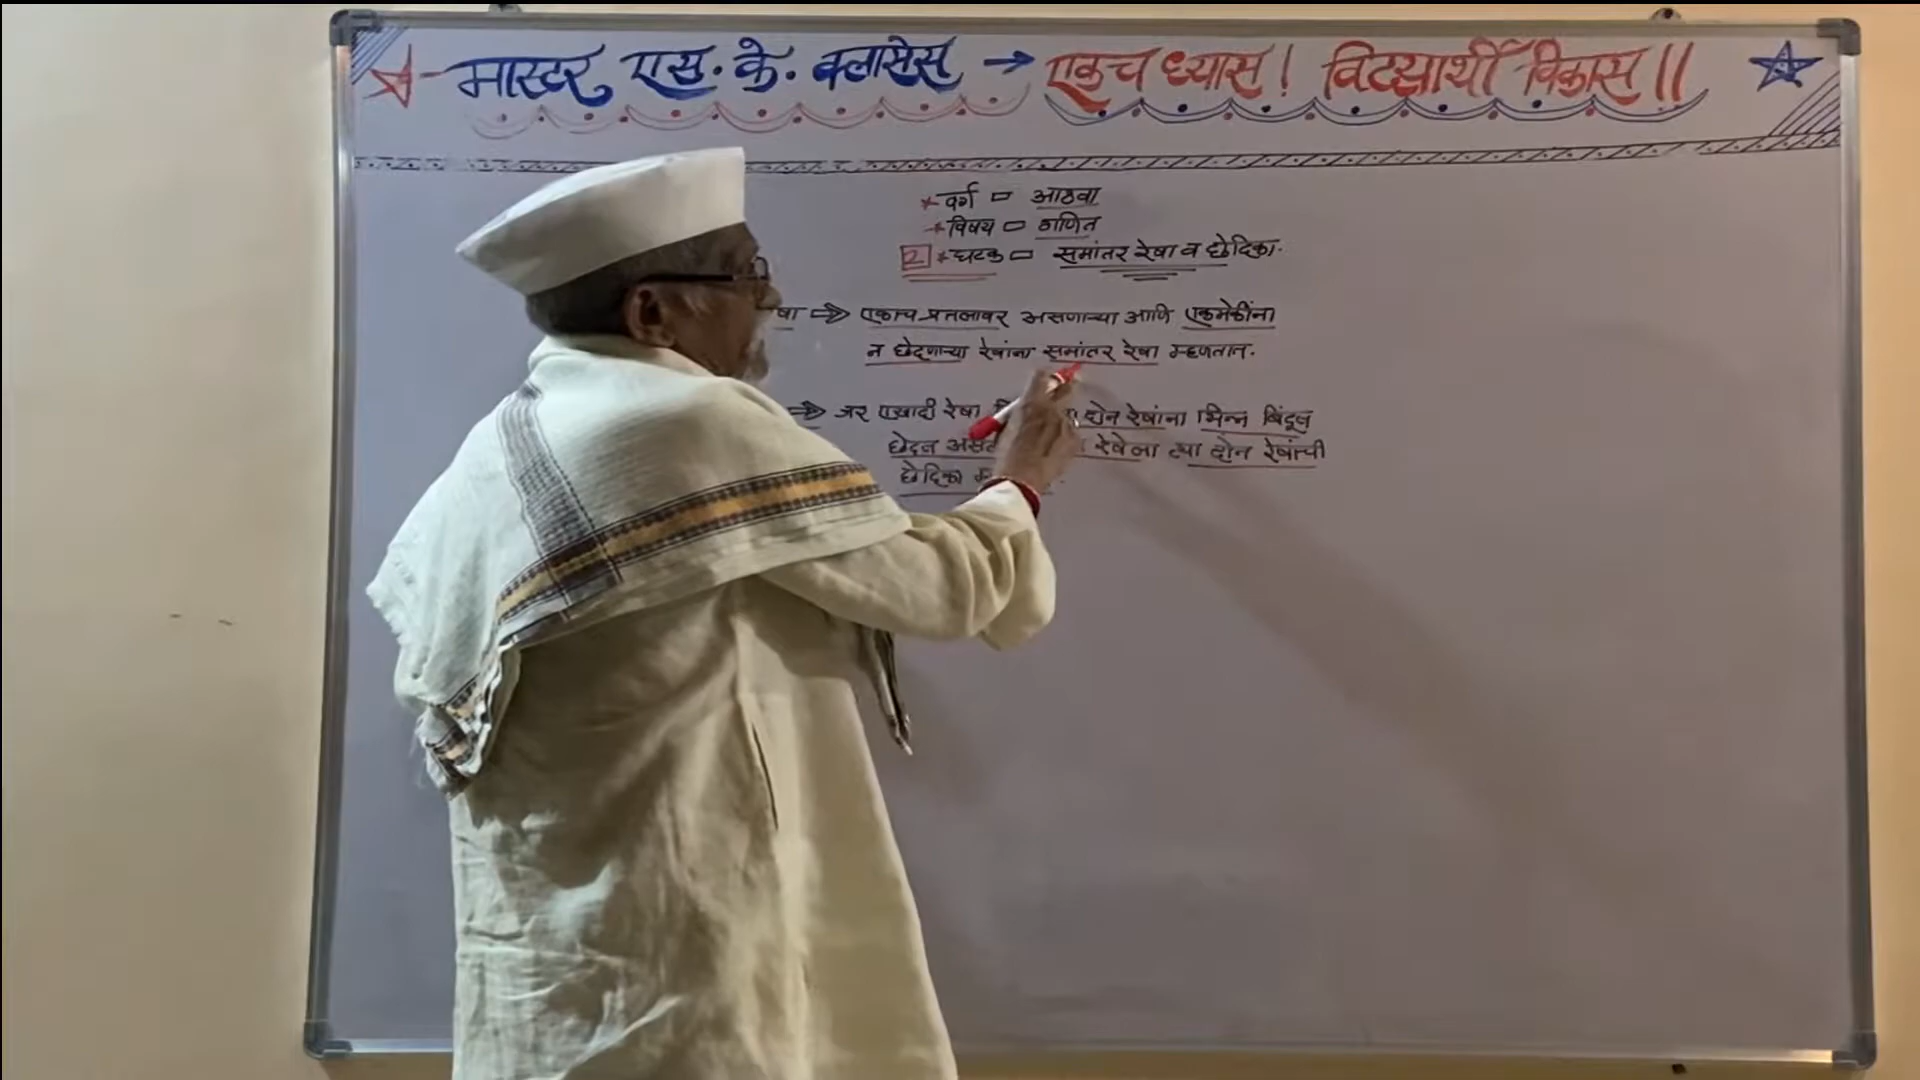 मास्टर एस. के. क्लासेस → एकच ध्यास! विद्यार्थी विकास ||
* वर्ग ▭ आठवा
* विषय ▭ गणित
2 * घटक ▭ समांतर रेषा व छेदिका.
षा ⇒ एकाच प्रतलावर असणाऱ्या आणि एकमेकींना
न छेदणाऱ्या रेषांना समांतर रेषा म्हणतात.
⇒ जर एखादी रेषा दोन रेषांना भिन्न बिंदूत
छेदत रेषेला त्या दोन रेषांची
छेदिका